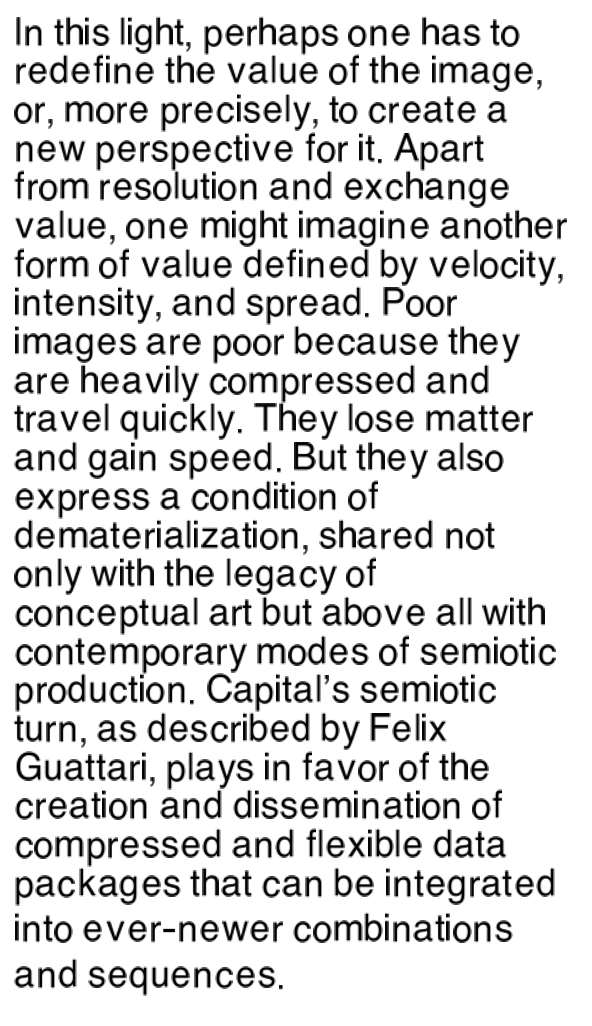 In this light, perhaps one has to
redefine the value of the image,
or, more precisely, to create a
new perspective for it. Apart
from resolution and exchange
value, one might imagine another
form of value defined by velocity,
intensity, and spread. Poor
images are poor because they
are heavily compressed and
travel quickly. They lose matter
and gain speed. But they also
express a condition of
dematerialization, shared not
only with the legacy of
conceptual art but above all with
contemporary modes of semiotic
production. Capital’s semiotic
turn, as described by Felix
Guattari, plays in favor of the
creation and dissemination of
compressed and flexible data
packages that can be integrated
into ever-newer combinations
and sequences.